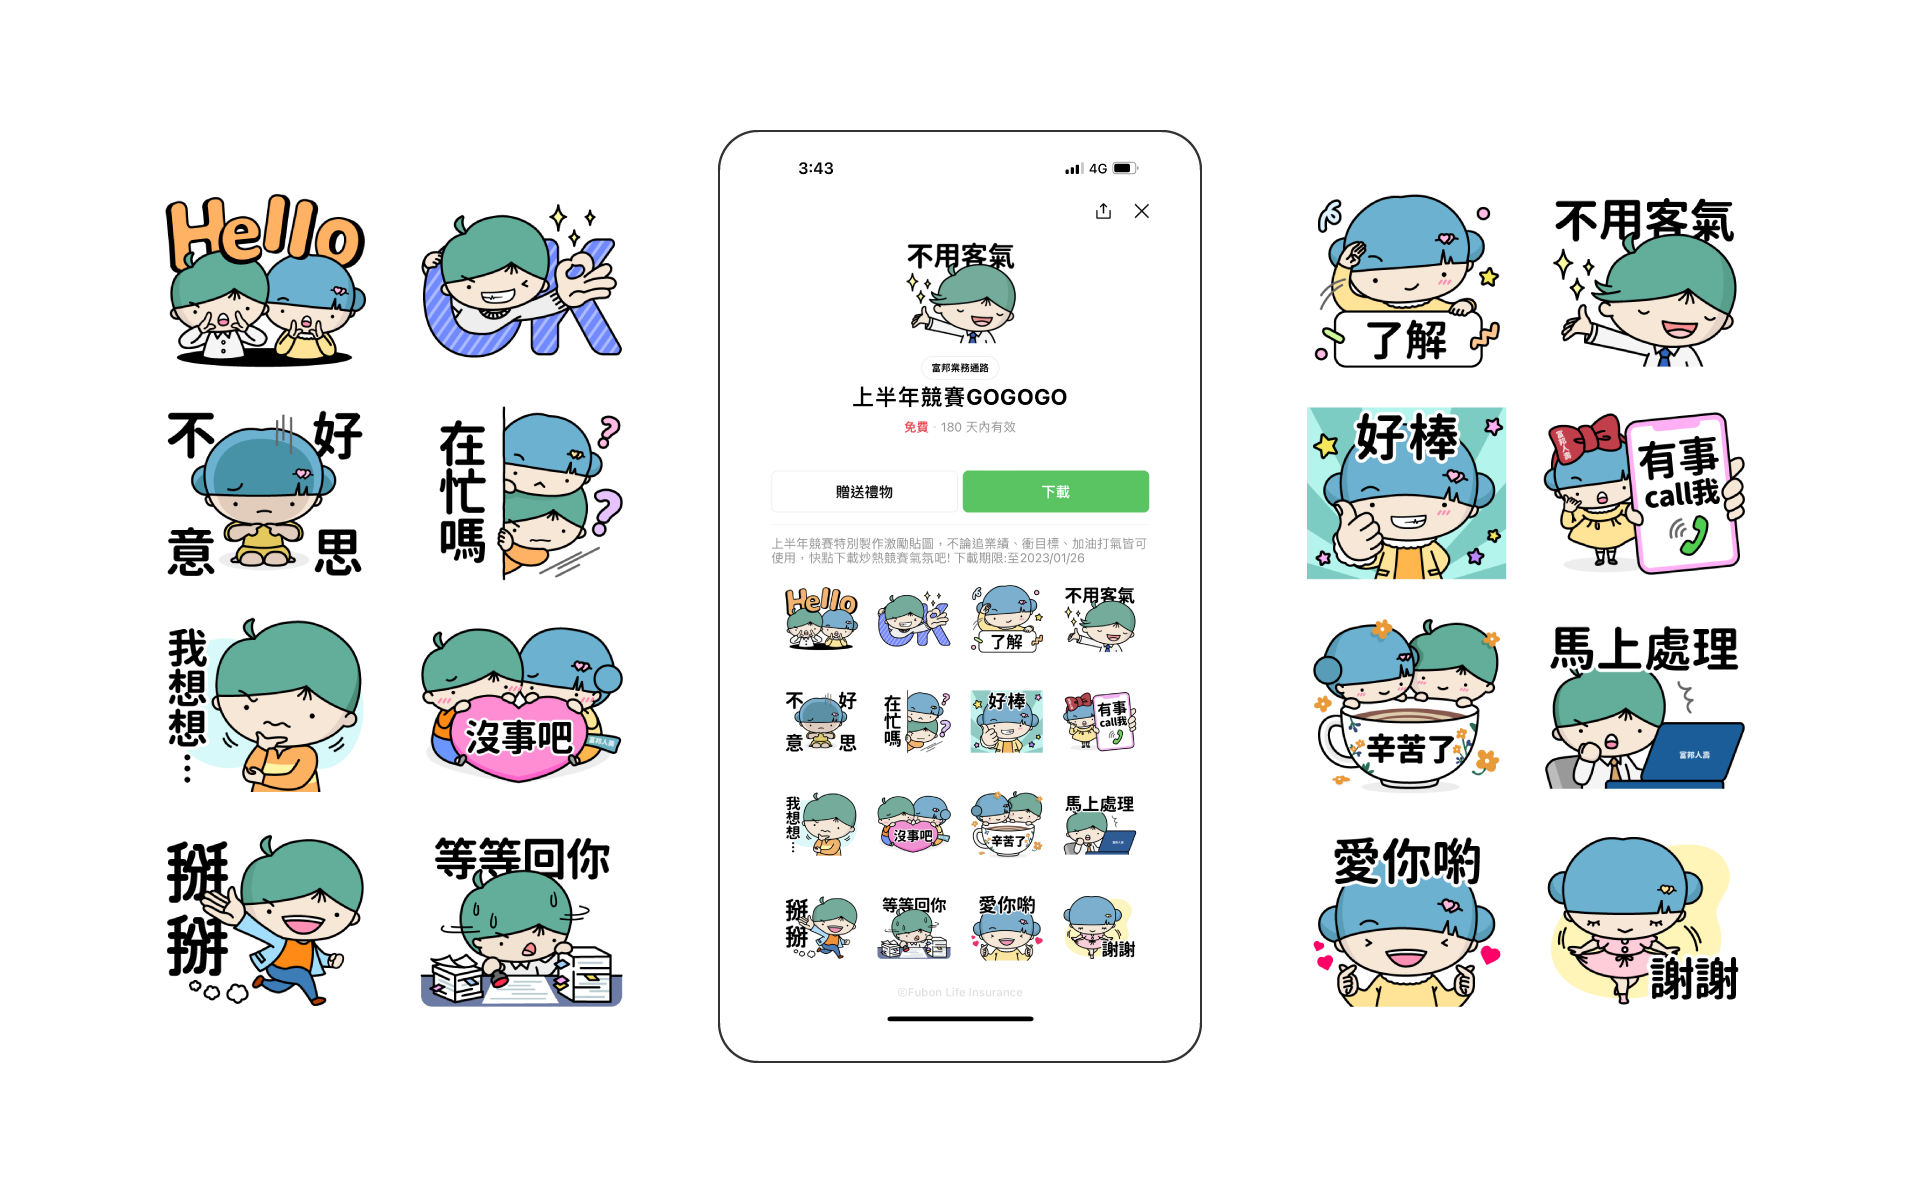 Hello
OK
不好
意思
在忙嗎
??
我想想...
沒事吧
富邦人壽
掰掰
等等回你
3:43
4G
不用客氣
富邦業務通路
上半年競賽GOGOGO
免費 · 180 天內有效
贈送禮物
下載
上半年競賽特別製作激勵貼圖，不論追業績、衝目標、加油打氣皆可
使用，快點下載炒熱競賽氣氛吧! 下載期限:至2023/01/26
Hello
OK
了解
不用客氣
不好
意思
在忙嗎
??
好棒
有事
call我
我想想...
沒事吧
辛苦了
馬上處理
掰掰
等等回你
愛你喲
謝謝
©Fubon Life Insurance
了解
不用客氣
好棒
富邦人壽
有事
call我
辛苦了
馬上處理
富邦人壽
愛你喲
謝謝